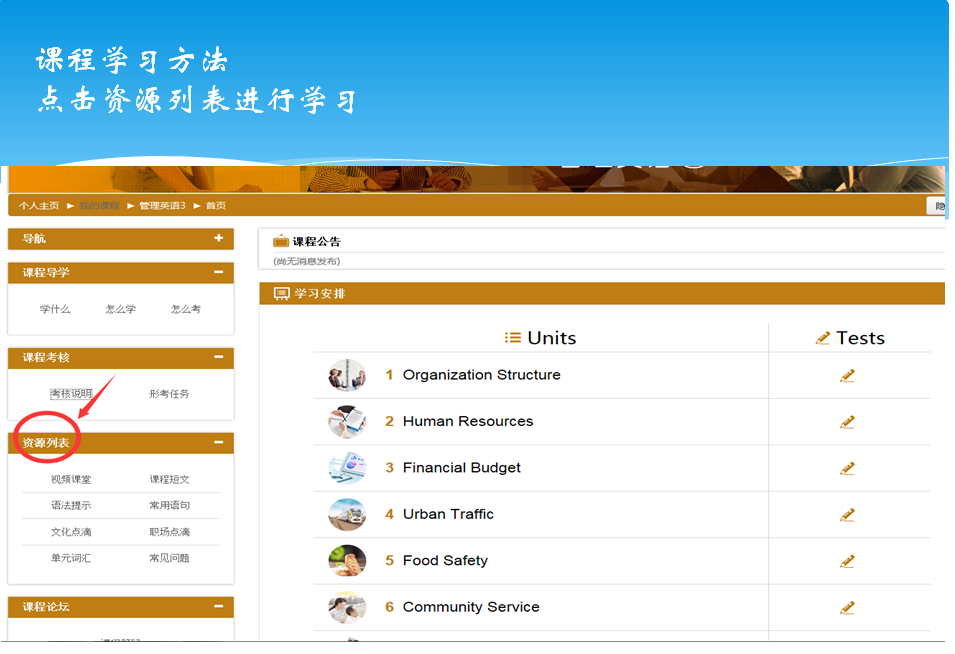 课程学习方法
点击资源列表进行学习
个人主页 ► 我的课程 ► 管理英语3 ► 首页
隐
导航
课程导学
学什么 怎么学 怎么考
课程考核
考核说明 形考任务
资源列表
视频课堂 课程短文
语法提示 常用语句
文化点滴 职场点滴
单元词汇 常见问题
课程论坛
课程公告
(尚无消息发布)
学习安排
Units Tests
1 Organization Structure
2 Human Resources
3 Financial Budget
4 Urban Traffic
5 Food Safety
6 Community Service